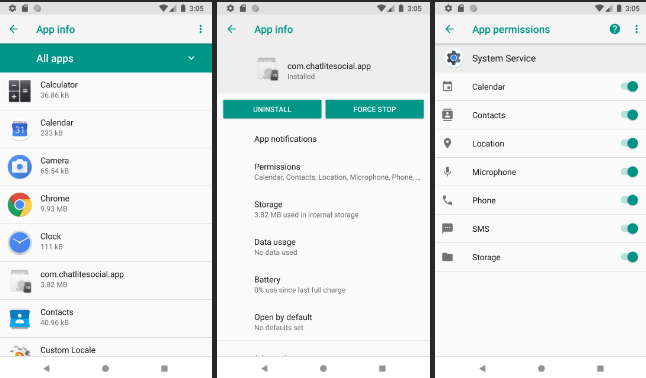 3:05
App info
All apps
Calculator
36.86 kB
Calendar
233 kB
31
Camera
65.54 kB
Chrome
9.93 MB
Clock
111 kB
com.chatlitesocial.app
3.82 MB
Contacts
40.96 kB
Custom Locale
3:05
App info
com.chatlitesocial.app
Installed
UNINSTALL
FORCE STOP
App notifications
Permissions
Calendar, Contacts, Location, Microphone, Phone, ...
Storage
3.82 MB used in internal storage
Data usage
No data used
Battery
0% use since last full charge
Open by default
No defaults set
3:05
App permissions
System Service
Calendar
Contacts
Location
Microphone
Phone
SMS
Storage